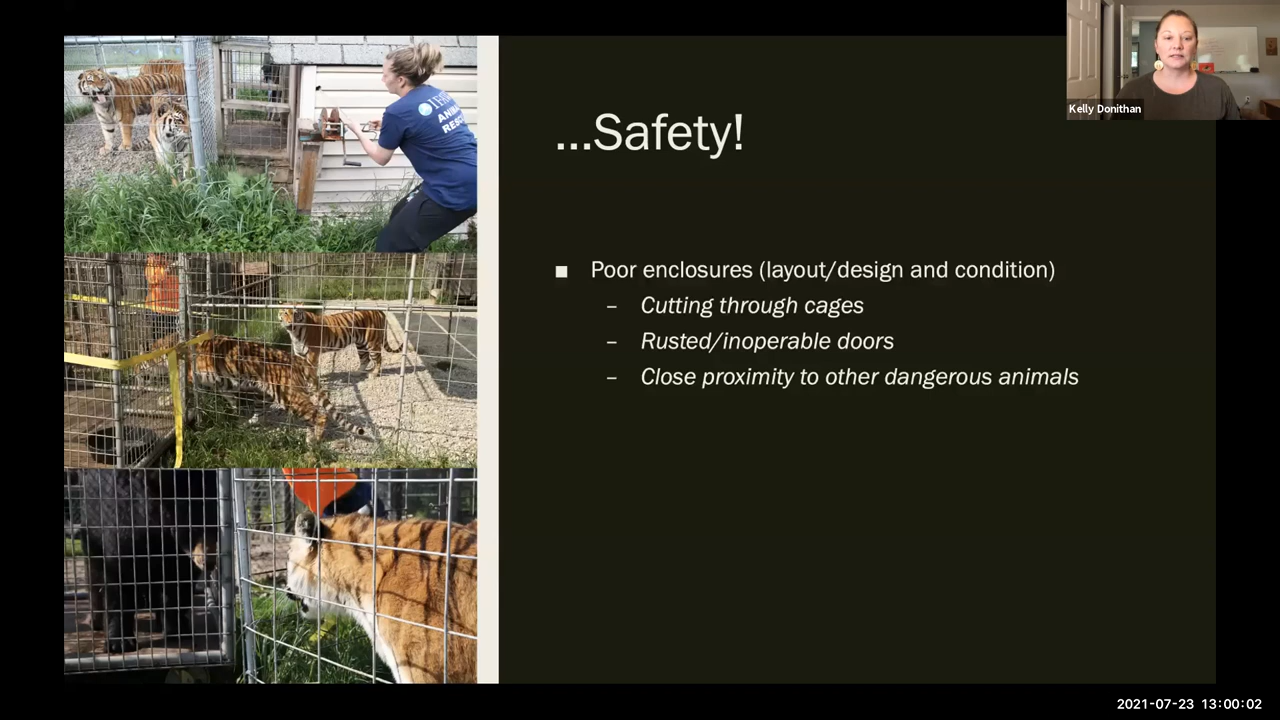 Kelly Donithan
...Safety!
■ Poor enclosures (layout/design and condition)
– Cutting through cages
– Rusted/inoperable doors
– Close proximity to other dangerous animals
2021-07-23 13:00:02